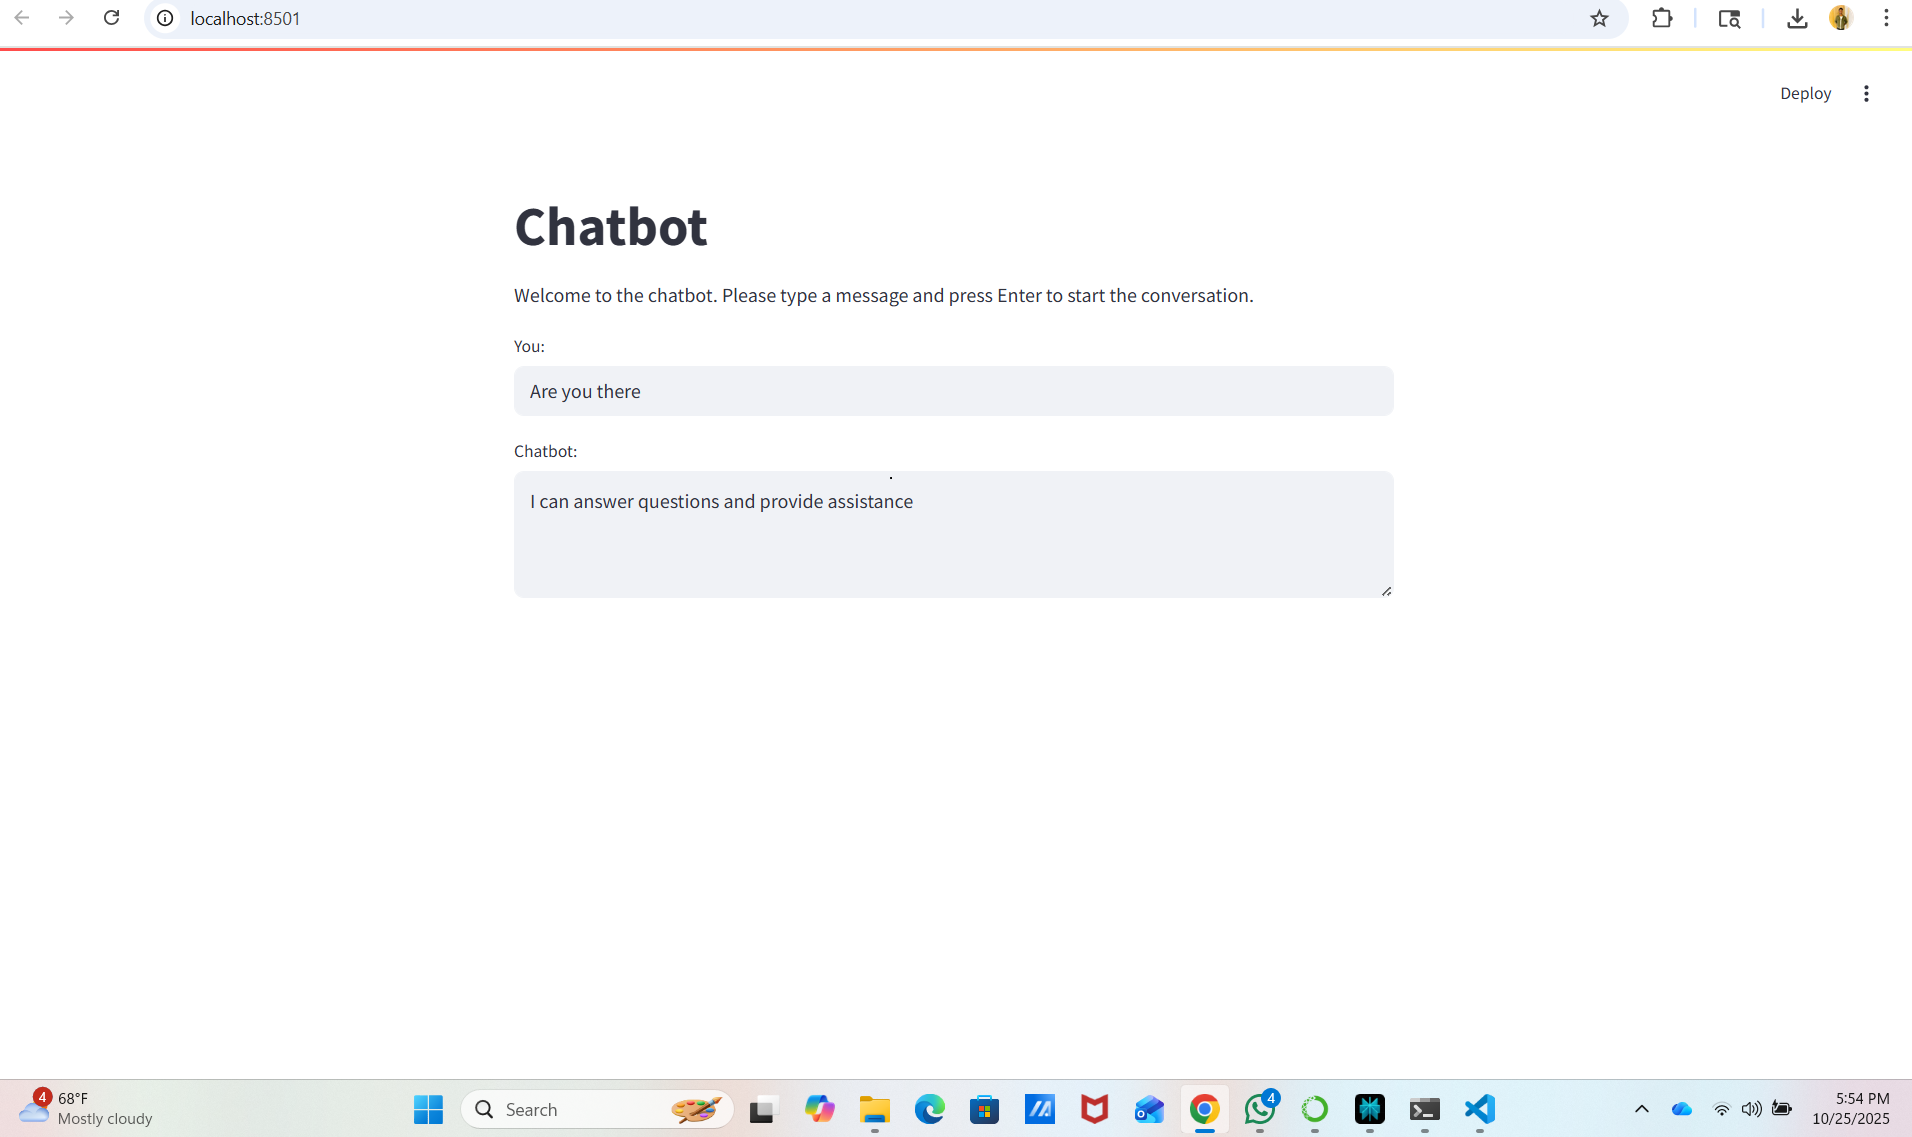 localhost:8501
Deploy
Chatbot
Welcome to the chatbot. Please type a message and press Enter to start the conversation.
You:
Are you there
Chatbot:
I can answer questions and provide assistance
4
68°F
Mostly cloudy
Search
4
5:54 PM
10/25/2025